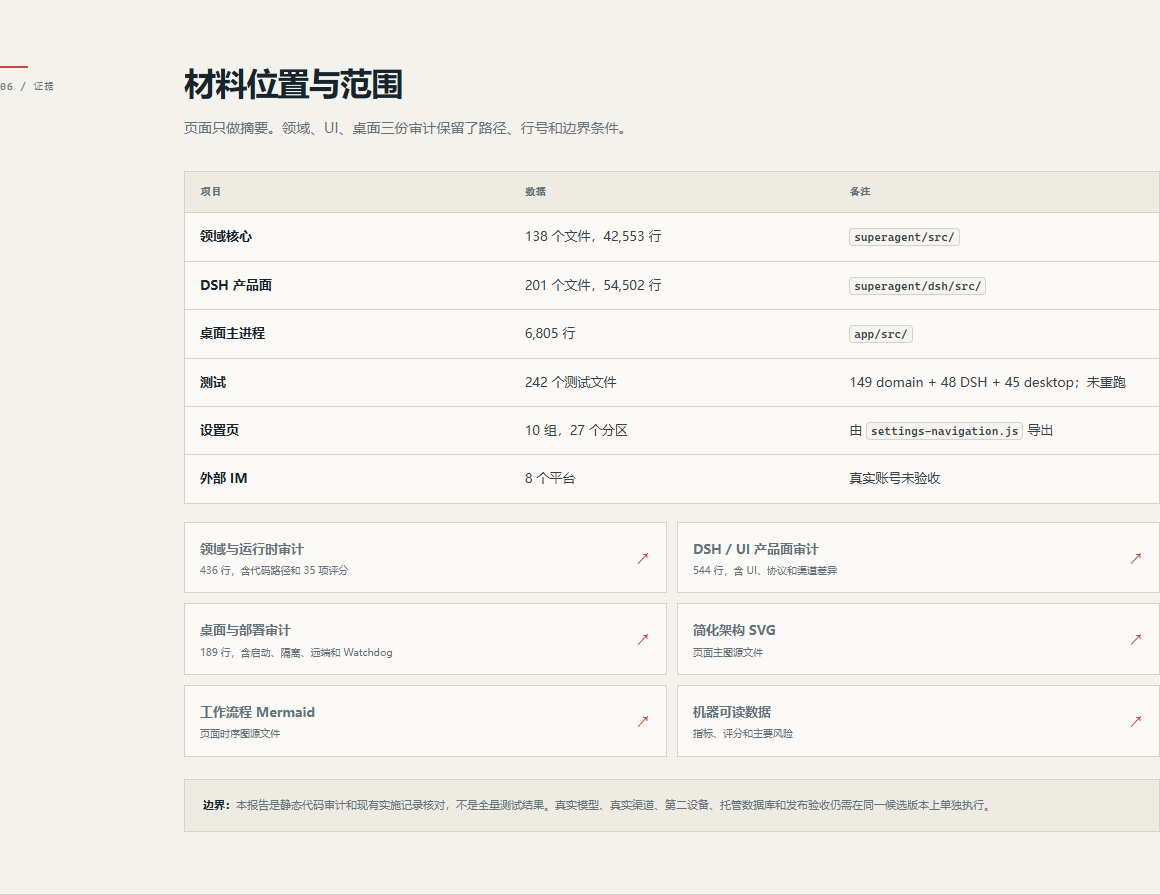 06 / 证据
材料位置与范围
页面只做摘要。领域、UI、桌面三份审计保留了路径、行号和边界条件。
项目 数据 备注
领域核心 138 个文件，42,553 行 superagent/src/
DSH 产品面 201 个文件，54,502 行 superagent/dsh/src/
桌面主进程 6,805 行 app/src/
测试 242 个测试文件 149 domain + 48 DSH + 45 desktop；未重跑
设置页 10 组，27 个分区 由 settings-navigation.js 导出
外部 IM 8 个平台 真实账号未验收
领域与运行时审计
436 行，含代码路径和 35 项评分
↗
DSH / UI 产品面审计
544 行，含 UI、协议和渠道差异
↗
桌面与部署审计
189 行，含启动、隔离、远端和 Watchdog
↗
简化架构 SVG
页面主图源文件
↗
工作流程 Mermaid
页面时序图源文件
↗
机器可读数据
指标、评分和主要风险
↗
边界：本报告是静态代码审计和现有实施记录核对，不是全量测试结果。真实模型、真实渠道、第二设备、托管数据库和发布验收仍需在同一候选版本上单独执行。